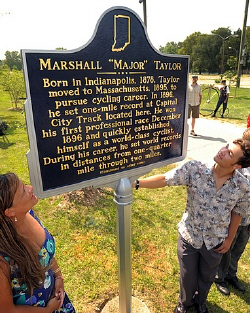 MARSHALL "MAJOR" TAYLOR
Born in Indianapolis, 1878, Taylor
moved to Massachusetts, 1895, to
pursue cycling career. In 1896,
he set one-mile record at Capital
City Track located here. He was
his first professional race December
1896 and quickly established
himself as a world-class cyclist.
During his career, he set world records
in distances from one-quarter
mile through two miles.